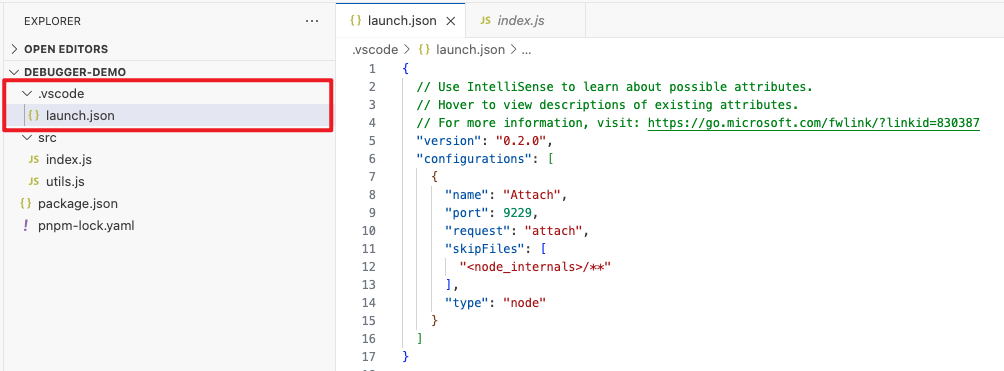 EXPLORER ...
OPEN EDITORS
DEBUGGER-DEMO
.vscode
{} launch.json
src
JS index.js
JS utils.js
{} package.json
! pnpm-lock.yaml
{} launch.json × JS index.js
.vscode > {} launch.json > ...
1 {
2 // Use IntelliSense to learn about possible attributes.
3 // Hover to view descriptions of existing attributes.
4 // For more information, visit: https://go.microsoft.com/fwlink/?linkid=830387
5 "version": "0.2.0",
6 "configurations": [
7 {
8 "name": "Attach",
9 "port": 9229,
10 "request": "attach",
11 "skipFiles": [
12 "<node_internals>/**"
13 ],
14 "type": "node"
15 }
16 ]
17 }